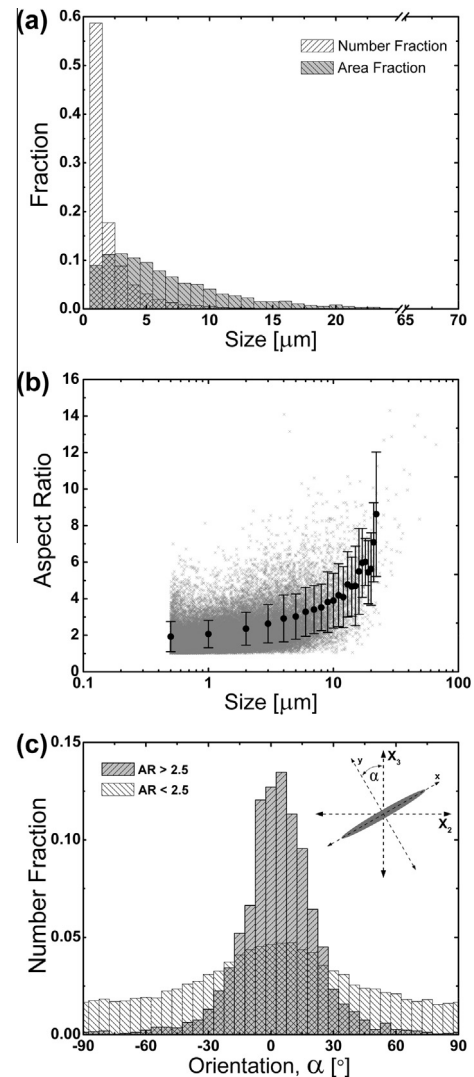 (a)
0.6
0.5
0.4
0.3
0.2
0.1
0.0
Fraction
Number Fraction
Area Fraction
0 5 10 15 20 65 70
Size [μm]
(b)
16
14
12
10
8
6
4
2
0
Aspect Ratio
0.1 1 10 100
Size [μm]
(c)
0.15
0.10
0.05
0.00
Number Fraction
AR > 2.5
AR < 2.5
y
α
X3
x
X2
-90 -60 -30 0 30 60 90
Orientation, α [°]